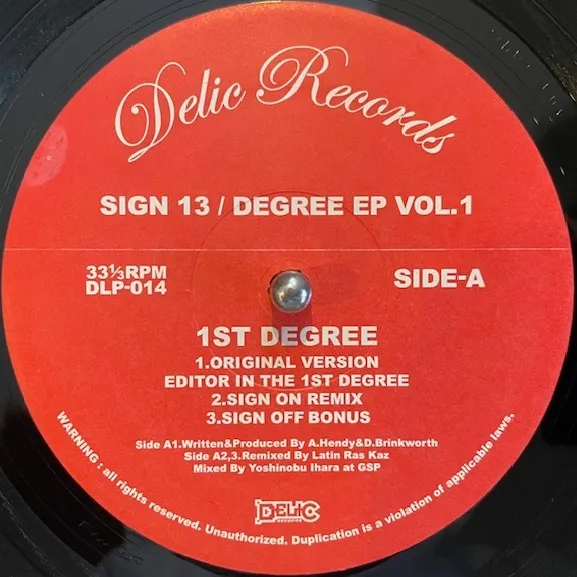 Delic Records
SIGN 13 / DEGREE EP VOL.1
33⅓RPM
DLP-014
SIDE-A
1ST DEGREE
1.ORIGINAL VERSION
EDITOR IN THE 1ST DEGREE
2.SIGN ON REMIX
3.SIGN OFF BONUS
Side A1.Written&Produced By A.Hendy&D.Brinkworth
Side A2,3.Remixed By Latin Ras Kaz
Mixed By Yoshinobu Ihara at GSP
DELIC
RECORDS
WARNING : all rights reserved. Unauthorized. Duplication is a violation of applicable laws.